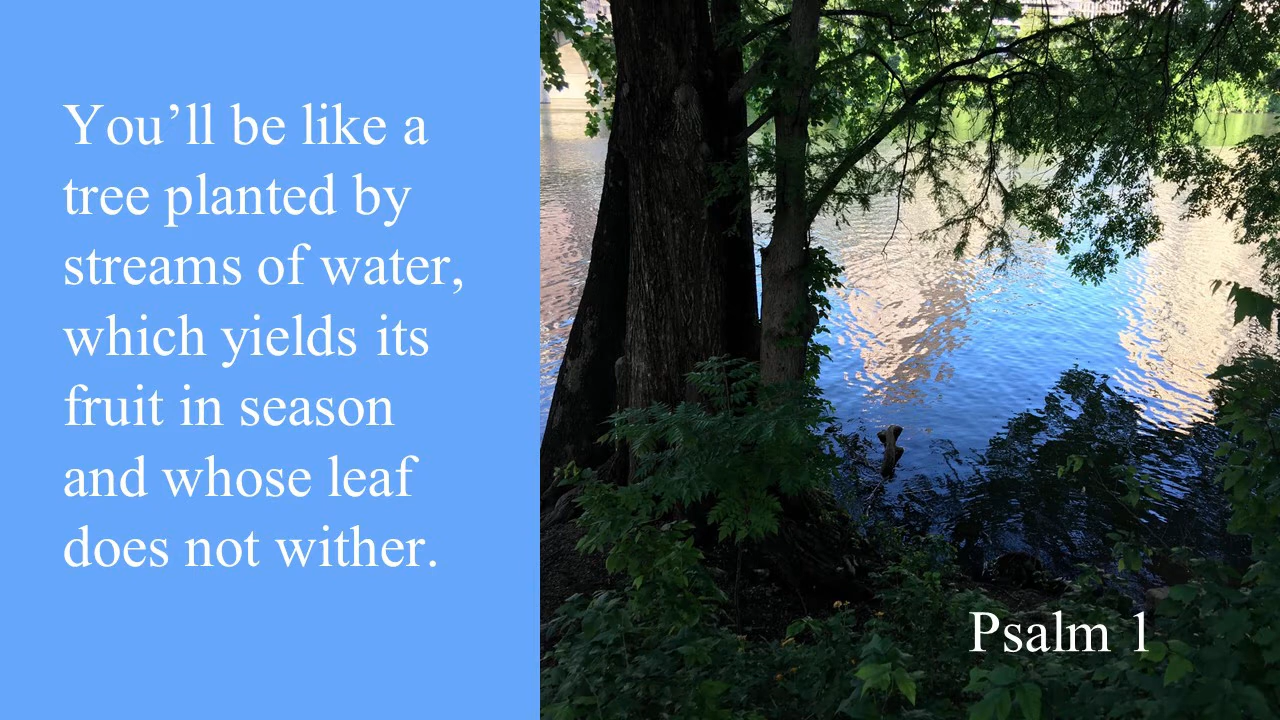 You’ll be like a
tree planted by
streams of water,
which yields its
fruit in season
and whose leaf
does not wither.
Psalm 1